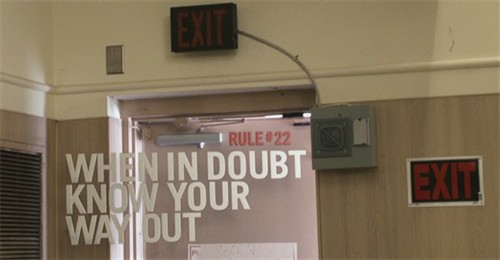 EXIT
RULE#22
WHEN IN DOUBT
KNOW YOUR
WAY OUT
EXIT